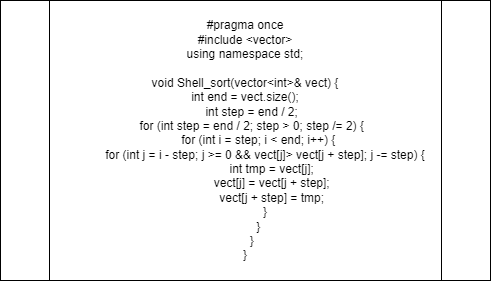 #pragma once
#include <vector>
using namespace std;
void Shell_sort(vector<int>& vect) {
int end = vect.size();
int step = end / 2;
for (int step = end / 2; step > 0; step /= 2) {
for (int i = step; i < end; i++) {
for (int j = i - step; j >= 0 && vect[j]> vect[j + step]; j -= step) {
int tmp = vect[j];
vect[j] = vect[j + step];
vect[j + step] = tmp;
}
}
}
}